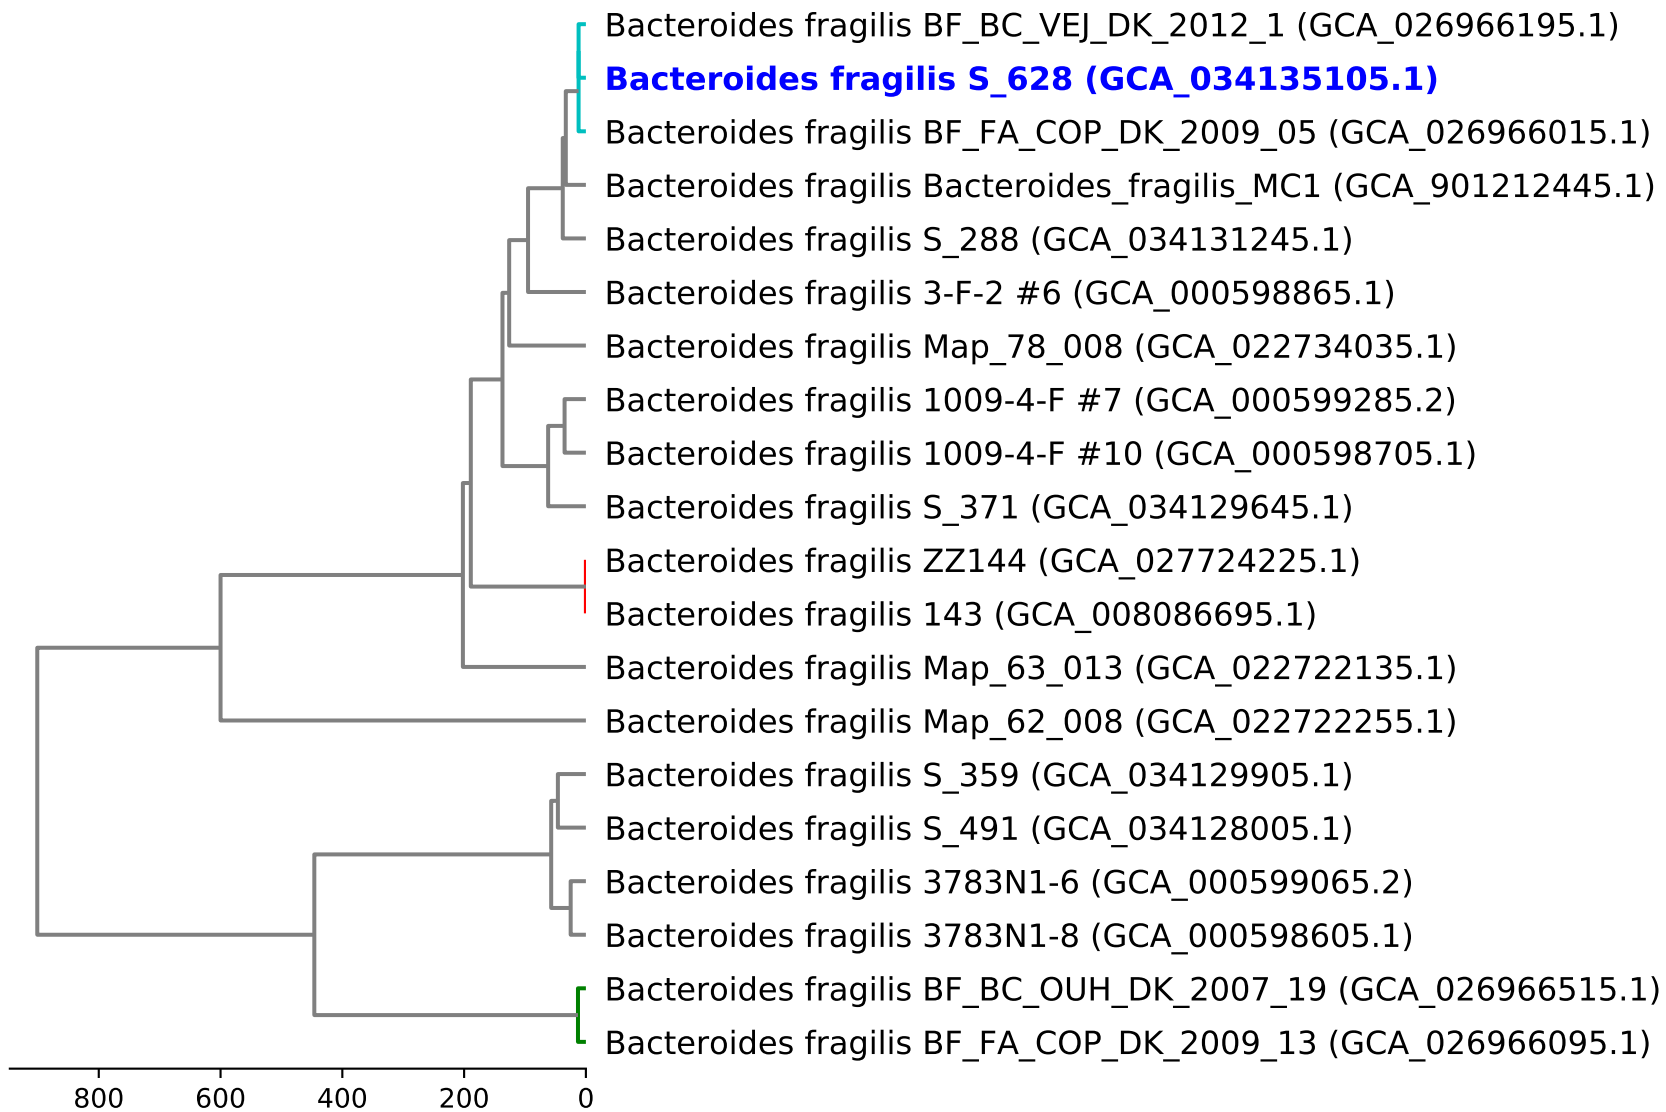 Bacteroides fragilis BF_BC_VEJ_DK_2012_1 (GCA_026966195.1)
Bacteroides fragilis S_628 (GCA_034135105.1)
Bacteroides fragilis BF_FA_COP_DK_2009_05 (GCA_026966015.1)
Bacteroides fragilis Bacteroides_fragilis_MC1 (GCA_901212445.1)
Bacteroides fragilis S_288 (GCA_034131245.1)
Bacteroides fragilis 3-F-2 #6 (GCA_000598865.1)
Bacteroides fragilis Map_78_008 (GCA_022734035.1)
Bacteroides fragilis 1009-4-F #7 (GCA_000599285.2)
Bacteroides fragilis 1009-4-F #10 (GCA_000598705.1)
Bacteroides fragilis S_371 (GCA_034129645.1)
Bacteroides fragilis ZZ144 (GCA_027724225.1)
Bacteroides fragilis 143 (GCA_008086695.1)
Bacteroides fragilis Map_63_013 (GCA_022722135.1)
Bacteroides fragilis Map_62_008 (GCA_022722255.1)
Bacteroides fragilis S_359 (GCA_034129905.1)
Bacteroides fragilis S_491 (GCA_034128005.1)
Bacteroides fragilis 3783N1-6 (GCA_000599065.2)
Bacteroides fragilis 3783N1-8 (GCA_000598605.1)
Bacteroides fragilis BF_BC_OUH_DK_2007_19 (GCA_026966515.1)
Bacteroides fragilis BF_FA_COP_DK_2009_13 (GCA_026966095.1)
800 600 400 200 0